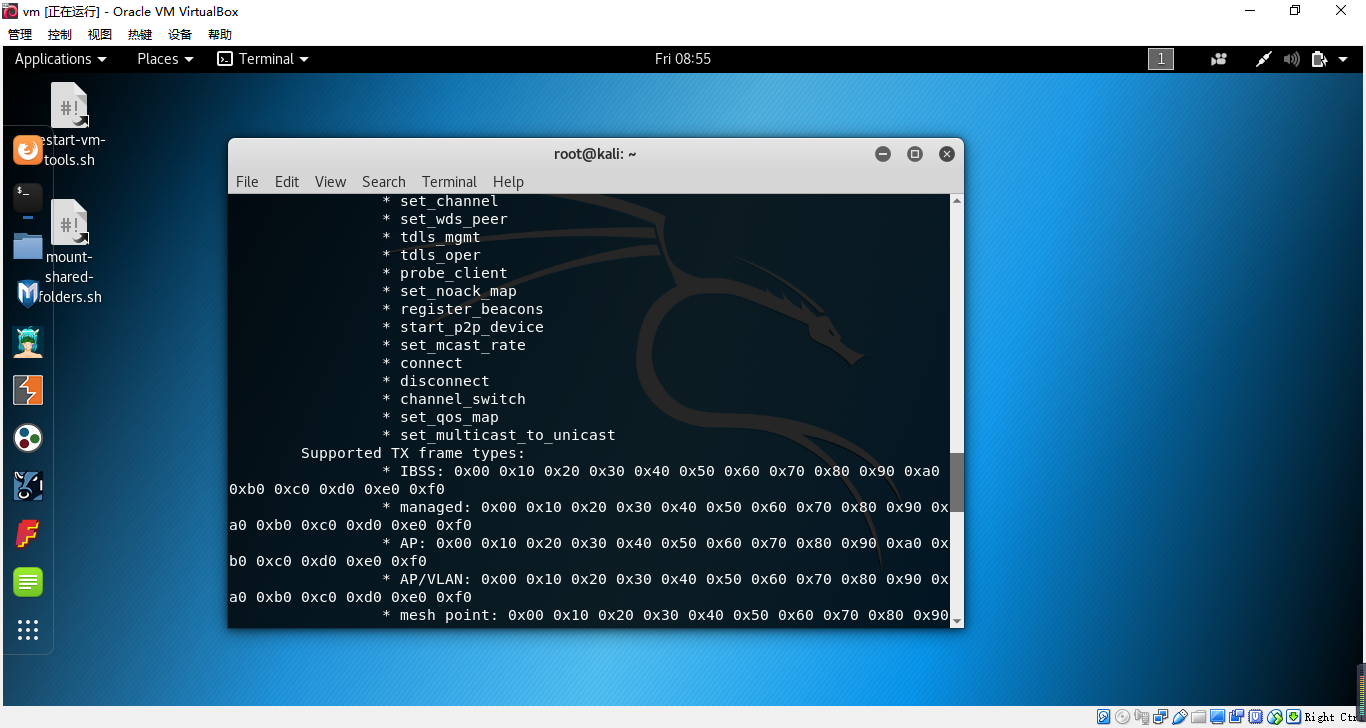 vm [正在运行] - Oracle VM VirtualBox
管理 控制 视图 热键 设备 帮助
Applications Places Terminal Fri 08:55 1
#!
estart-vm-
tools.sh
#!
mount-
shared-
folders.sh
$_
root@kali: ~
File Edit View Search Terminal Help
* set_channel
* set_wds_peer
* tdls_mgmt
* tdls_oper
* probe_client
* set_noack_map
* register_beacons
* start_p2p_device
* set_mcast_rate
* connect
* disconnect
* channel_switch
* set_qos_map
* set_multicast_to_unicast
Supported TX frame types:
* IBSS: 0x00 0x10 0x20 0x30 0x40 0x50 0x60 0x70 0x80 0x90 0xa0
0xb0 0xc0 0xd0 0xe0 0xf0
* managed: 0x00 0x10 0x20 0x30 0x40 0x50 0x60 0x70 0x80 0x90 0x
a0 0xb0 0xc0 0xd0 0xe0 0xf0
* AP: 0x00 0x10 0x20 0x30 0x40 0x50 0x60 0x70 0x80 0x90 0xa0 0x
b0 0xc0 0xd0 0xe0 0xf0
* AP/VLAN: 0x00 0x10 0x20 0x30 0x40 0x50 0x60 0x70 0x80 0x90 0x
a0 0xb0 0xc0 0xd0 0xe0 0xf0
* mesh point: 0x00 0x10 0x20 0x30 0x40 0x50 0x60 0x70 0x80 0x90
Right Ctr